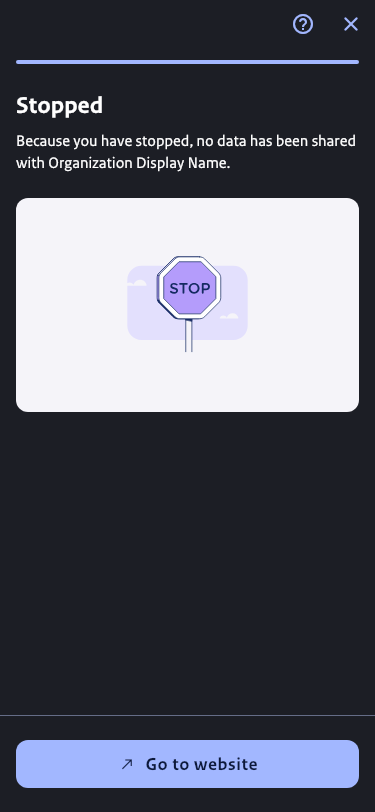 Stopped
Because you have stopped, no data has been shared
with Organization Display Name.
STOP
Go to website